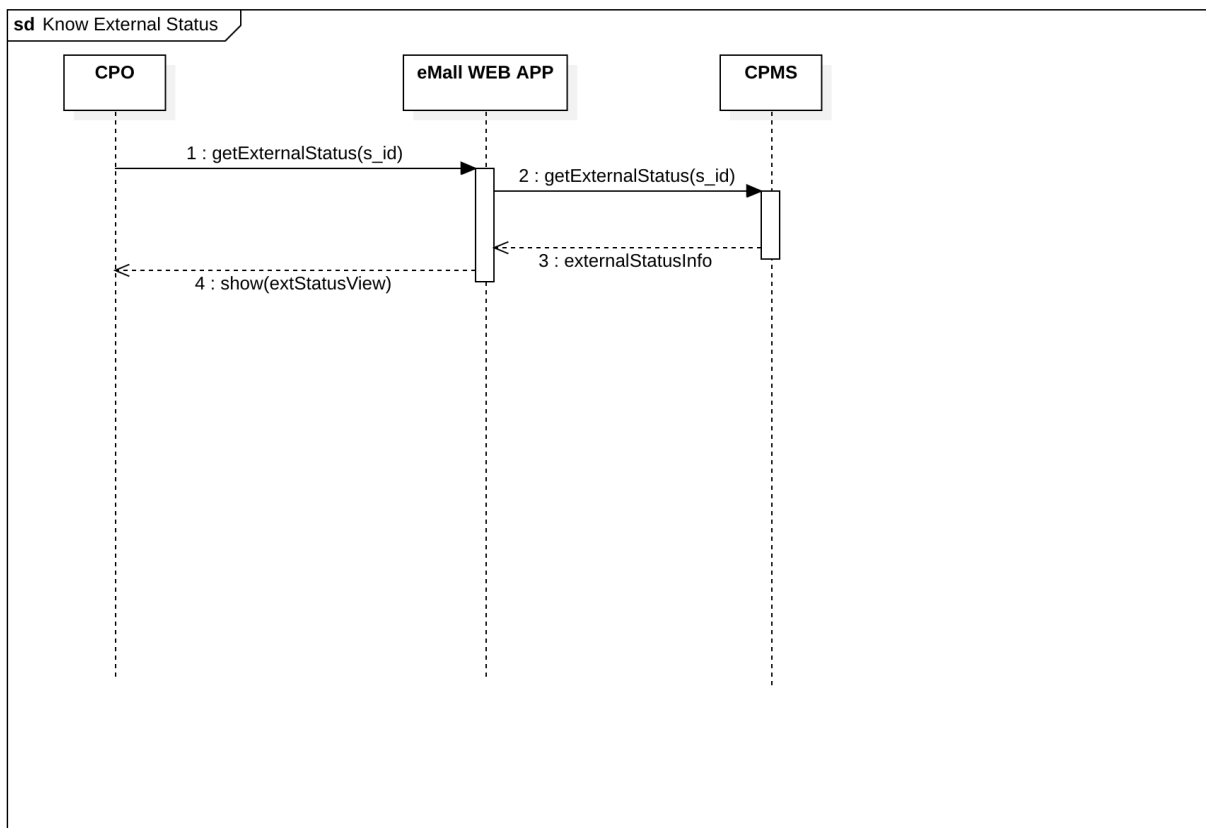 sd Know External Status
CPO
eMall WEB APP
CPMS
1 : getExternalStatus(s_id)
2 : getExternalStatus(s_id)
3 : externalStatusInfo
4 : show(extStatusView)